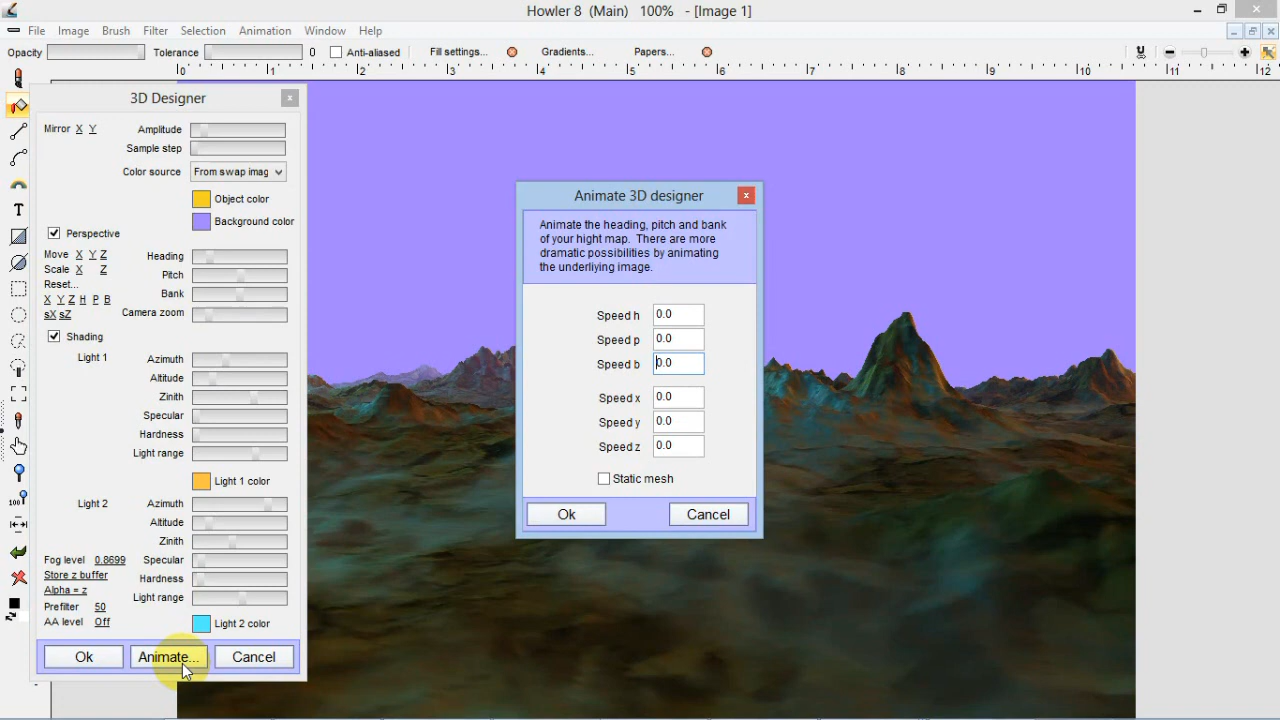 Howler 8 (Main) 100% - [Image 1]
File Image Brush Filter Selection Animation Window Help
Opacity Tolerance 0 Anti-aliased Fill settings... Gradients... Papers...
0 1 2 3 4 5 6 7 8 9 10 11 12
3D Designer
Mirror X Y Amplitude
Sample step
Color source From swap imag
Object color
Background color
Perspective
Move X Y Z Heading
Scale X Z Pitch
Reset...
X Y Z H P B Bank
sX sZ Camera zoom
Shading
Light 1 Azimuth
Altitude
Zinith
Specular
Hardness
Light range
Light 1 color
Light 2 Azimuth
Altitude
Zinith
Fog level 0.8699 Specular
Store z buffer Hardness
Alpha = z
Prefilter 50 Light range
AA level Off Light 2 color
Ok Animate... Cancel
Animate 3D designer
Animate the heading, pitch and bank
of your hight map. There are more
dramatic possibilities by animating
the underliying image.
Speed h 0.0
Speed p 0.0
Speed b 0.0
Speed x 0.0
Speed y 0.0
Speed z 0.0
Static mesh
Ok Cancel
T
100